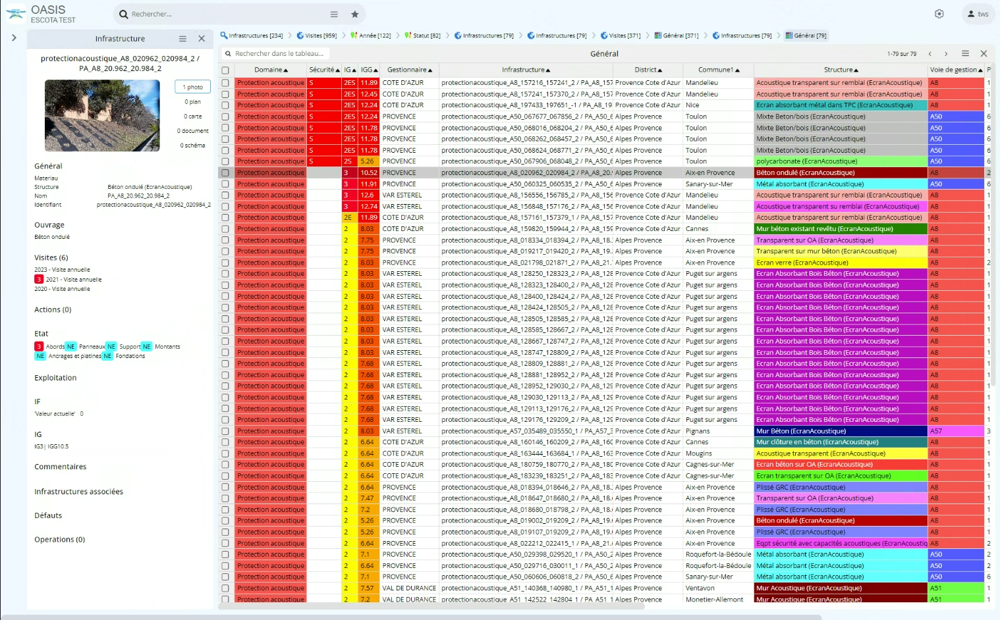 OASIS
ESCOTA TEST
Rechercher...
tws
Infrastructure
protectionacoustique_A8_020962_020984_2 /
PA_A8_20.962_20.984_2
1 photo
0 plan
0 carte
0 document
0 schéma
Général
Materiau
Structure Béton ondulé (EcranAcoustique)
Nom PA_A8_20.962_20.984_2
Identifiant protectionacoustique_A8_020962_020984_2
Ouvrage
Béton ondulé
Visites (6)
2023 - Visite annuelle
3 2021 - Visite annuelle
2020 - Visite annuelle
Actions (0)
Etat
3 Abords NE Panneaux NE Support NE Montants
NE Ancrages et platines NE Fondations
Exploitation
IF
'Valeur actuelle' 0
IG
IG3| IGG10.5
Commentaires
Infrastructures associées
Défauts
Operations (0)
Infrastructures [234] Visites [959] Année [122] Statut [82] Infrastructures [79] Infrastructures [79] Visites [371] Général [371] Infrastructures [79] Général [79]
Rechercher dans le tableau... Général 1-79 sur 79
Domaine▲ Sécurité▲ IG▲ IGG▲ Gestionnaire▲ Infrastructure▲ District▲ Commune1▲ Structure▲ Voie de gestion▲ P
Protection acoustique S 2ES 11.89 COTE D'AZUR protectionacoustique_A8_157216_157241_2 / PA_A8_157 Provence Cote d'Azur Mandelieu Acoustique transparent sur remblai (EcranAcoustique) A8 1
Protection acoustique S 2ES 12.45 COTE D'AZUR protectionacoustique_A8_157241_157370_2 / PA_A8_157 Provence Cote d'Azur Mandelieu Acoustique transparent sur remblai (EcranAcoustique) A8 1
Protection acoustique S 2ES 12.24 COTE D'AZUR protectionacoustique_A8_197433_197651_-1 / PA_A8_19 Provence Cote d'Azur Nice Ecran absorbant métal dans TPC (EcranAcoustique) A8 1
Protection acoustique S 2ES 12.24 PROVENCE protectionacoustique_A50_067677_067856_2 / PA_A50_6 Alpes Provence Toulon Mixte Beton/bois (EcranAcoustique) A50 6
Protection acoustique S 2ES 11.78 PROVENCE protectionacoustique_A50_068016_068204_2 / PA_A50_6 Alpes Provence Toulon Mixte Beton/bois (EcranAcoustique) A50 6
Protection acoustique S 2ES 11.78 PROVENCE protectionacoustique_A50_068262_068457_2 / PA_A50_6 Alpes Provence Toulon Mixte Beton/bois (EcranAcoustique) A50 6
Protection acoustique S 2ES 11.78 PROVENCE protectionacoustique_A50_068624_068771_2 / PA_A50_6 Alpes Provence Toulon Mixte Beton/bois (EcranAcoustique) A50 6
Protection acoustique S 2S 5.26 PROVENCE protectionacoustique_A50_067906_068048_2 / PA_A50_6 Alpes Provence Toulon polycarbonate (EcranAcoustique) A50 6
Protection acoustique 3 10.52 PROVENCE protectionacoustique_A8_020962_020984_2 / PA_A8_20. Alpes Provence Aix-en Provence Béton ondulé (EcranAcoustique) A8 2
Protection acoustique 3 11.91 PROVENCE protectionacoustique_A50_060325_060535_2 / PA_A50_6 Alpes Provence Sanary-sur-Mer Métal absorbant (EcranAcoustique) A50 6
Protection acoustique 3 12.6 VAR ESTEREL protectionacoustique_A8_156556_156785_2 / PA_A8_156 Provence Cote d'Azur Mandelieu Acoustique transparent sur remblai (EcranAcoustique) A8 1
Protection acoustique 3 12.74 VAR ESTEREL protectionacoustique_A8_156848_157176_2 / PA_A8_156 Provence Cote d'Azur Mandelieu Acoustique transparent su remblai (EcranAcoustique) A8 1
Protection acoustique 2E 11.89 COTE D'AZUR protectionacoustique_A8_157161_157379_1 / PA_A8_157 Provence Cote d'Azur Mandelieu Acoustique transparent sur remblai (EcranAcoustique) A8 1
Protection acoustique 2 8.03 COTE D'AZUR protectionacoustique_A8_159820_159944_2 / PA_A8_159 Provence Cote d'Azur Cannes Mur béton existant revêtu (EcranAcoustique) A8 1
Protection acoustique 2 7.75 PROVENCE protectionacoustique_A8_018334_018394_2 / PA_A8_18. Alpes Provence Aix-en Provence Transparent sur OA (EcranAcoustique) A8 1
Protection acoustique 2 7.75 PROVENCE protectionacoustique_A8_019217_019420_2 / PA_A8_19. Alpes Provence Aix-en Provence Transparent sur mur béton (EcranAcoustique) A8 1
Protection acoustique 2 8.03 PROVENCE protectionacoustique_A8_021798_021871_2 / PA_A8_21. Alpes Provence Aix-en Provence Ecran verre (EcranAcoustique) A8 2
Protection acoustique 2 8.03 VAR ESTEREL protectionacoustique_A8_128250_128323_2 / PA_A8_128 Provence Cote d'Azur Puget sur argens Ecran Absorbant Bois Béton (EcranAcoustique) A8 1
Protection acoustique 2 8.03 VAR ESTEREL protectionacoustique_A8_128323_128400_2 / PA_A8_128 Provence Cote d'Azur Puget sur argens Ecran Absorbant Bois Béton (EcranAcoustique) A8 1
Protection acoustique 2 8.03 VAR ESTEREL protectionacoustique_A8_128400_128424_2 / PA_A8_128 Provence Cote d'Azur Puget sur argens Ecran Absorbant Bois Béton (EcranAcoustique) A8 1
Protection acoustique 2 8.03 VAR ESTEREL protectionacoustique_A8_128424_128505_2 / PA_A8_128 Provence Cote d'Azur Puget sur argens Ecran Absorbant Bois Béton (EcranAcoustique) A8 1
Protection acoustique 2 8.03 VAR ESTEREL protectionacoustique_A8_128505_128585_2 / PA_A8_128 Provence Cote d'Azur Puget sur argens Ecran Absorbant Bois Béton (EcranAcoustique) A8 1
Protection acoustique 2 8.03 VAR ESTEREL protectionacoustique_A8_128585_128667_2 / PA_A8_128 Provence Cote d'Azur Puget sur argens Ecran Absorbant Bois Béton (EcranAcoustique) A8 1
Protection acoustique 2 8.03 VAR ESTEREL protectionacoustique_A8_128667_128747_2 / PA_A8_128 Provence Cote d'Azur Puget sur argens Ecran Absorbant Bois Béton (EcranAcoustique) A8 1
Protection acoustique 2 8.03 VAR ESTEREL protectionacoustique_A8_128747_128809_2 / PA_A8_128 Provence Cote d'Azur Puget sur argens Ecran Absorbant Bois Béton (EcranAcoustique) A8 1
Protection acoustique 2 7.68 VAR ESTEREL protectionacoustique_A8_128809_128881_2 / PA_A8_128 Provence Cote d'Azur Puget sur argens Ecran Absorbant Bois Béton (EcranAcoustique) A8 1
Protection acoustique 2 7.68 VAR ESTEREL protectionacoustique_A8_128881_128952_2 / PA_A8_128 Provence Cote d'Azur Puget sur argens Ecran Absorbant Bois Béton (EcranAcoustique) A8 1
Protection acoustique 2 7.68 VAR ESTEREL protectionacoustique_A8_128952_129030_2 / PA_A8_129 Provence Cote d'Azur Puget sur argens Ecran Absorbant Bois Béton (EcranAcoustique) A8 1
Protection acoustique 2 7.68 VAR ESTEREL protectionacoustique_A8_129030_129113_2 / PA_A8_129 Provence Cote d'Azur Puget sur argens Ecran Absorbant Bois Béton (EcranAcoustique) A8 1
Protection acoustique 2 7.68 VAR ESTEREL protectionacoustique_A8_129113_129176_2 / PA_A8_129 Provence Cote d'Azur Puget sur argens Ecran Absorbant Bois Béton (EcranAcoustique) A8 1
Protection acoustique 2 7.68 VAR ESTEREL protectionacoustique_A8_129176_129209_2 / PA_A8_129 Provence Cote d'Azur Puget sur argens Ecran Absorbant Bois Béton (EcranAcoustique) A8 1
Protection acoustique 2 8.03 VAR ESTEREL protectionacoustique_A57_035489_035550_1 / PA_A57_3 Provence Cote d'Azur Pignans Mur Béton (EcranAcoustique) A57 3
Protection acoustique 2 6.64 COTE D'AZUR protectionacoustique_A8_160146_160209_2 / PA_A8_160 Provence Cote d'Azur Cannes Mur clôture en béton (EcranAcoustique) A8 1
Protection acoustique 2 6.64 COTE D'AZUR protectionacoustique_A8_163444_163684_1 / PA_A8_163 Provence Cote d'Azur Mougins Acoustique transparent (EcranAcoustique) A8 1
Protection acoustique 2 6.64 COTE D'AZUR protectionacoustique_A8_180759_180770_2 / PA_A8_180 Provence Cote d'Azur Cagnes-sur-Mer Ecran béton sur OA (EcranAcoustique) A8 1
Protection acoustique 2 6.64 COTE D'AZUR protectionacoustique_A8_183239_183251_2 / PA_A8_183 Provence Cote d'Azur Cagnes-sur-Mer Ecran transparent sur OA (EcranAcoustique) A8 1
Protection acoustique 2 6.64 PROVENCE protectionacoustique_A8_018394_018646_2 / PA_A8_18. Alpes Provence Aix-en Provence Plissé GRC (EcranAcoustique) A8 1
Protection acoustique 2 7.47 PROVENCE protectionacoustique_A8_018647_018680_2 / PA_A8_18. Alpes Provence Aix-en Provence Transparent sur OA (EcranAcoustique) A8 1
Protection acoustique 2 7.2 PROVENCE protectionacoustique_A8_018680_018798_2 / PA_A8_18. Alpes Provence Aix-en Provence Plissé GRC (EcranAcoustique) A8 1
Protection acoustique 2 5.26 PROVENCE protectionacoustique_A8_019002_019209_2 / PA_A8_19. Alpes Provence Aix-en Provence Béton ondulé (EcranAcoustique) A8 1
Protection acoustique 2 5.26 PROVENCE protectionacoustique_A8_019107_019209_2 / PA_A8_19. Alpes Provence Aix-en Provence Plissé GRC (EcranAcoustique) A8 1
Protection acoustique 2 6.64 PROVENCE protectionacoustique_A8_022212_022415_1 / PA_A8_21. Alpes Provence Aix-en Provence Eqpt sécurité avec capacités acoustiques (EcranAcoustiq A8 2
Protection acoustique 2 7.1 PROVENCE protectionacoustique_A50_029398_029520_1 / PA_A50_2 Alpes Provence Roquefort-la-Bédoule Métal absorbant (EcranAcoustique) A50 2
Protection acoustique 2 6.64 PROVENCE protectionacoustique_A50_029716_030011_1 / PA_A50_2 Alpes Provence Roquefort-la-Bédoule Métal absorbant (EcranAcoustique) A50 2
Protection acoustique 2 7.1 PROVENCE protectionacoustique_A50_060606_060818_2 / PA_A50_6 Alpes Provence Sanary-sur-Mer Métal absorbant (EcranAcoustique) A50 6
Protection acoustique 2 7.57 VAL DE DURANCE protectionacoustique_A51_140368_140980_1 / PA_A51_1 Alpes Provence Ventavon Mur Acoustique (EcranAcoustique) A51 1
Protection acoustique 2 7.2 VAL DE DURANCE protectionacoustique_A51_142522_142804_1 / PA_A51_1 Alpes Provence Monetier-Allemont Mur Acoustique (EcranAcoustique) A51 1